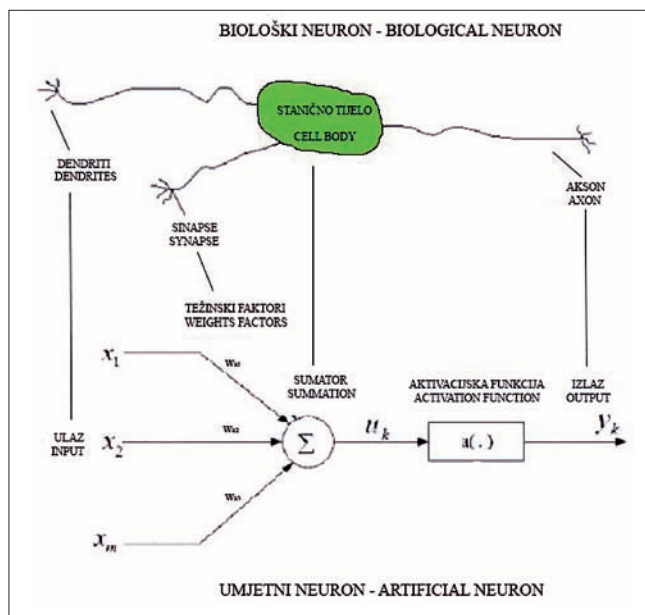 BIOLOŠKI NEURON - BIOLOGICAL NEURON
STANIČNO TIJELO
CELL BODY
DENDRITI
DENDRITES
AKSON
AXON
SINAPSE
SYNAPSE
TEŽINSKI FAKTORI
WEIGHTS FACTORS
x₁
SUMATOR
SUMMATION
AKTIVACIJSKA FUNKCIJA
ACTIVATION FUNCTION
IZLAZ
OUTPUT
ULAZ
INPUT
x₂
Σ
uₖ
a(.)
yₖ
xₘ
UMJETNI NEURON - ARTIFICIAL NEURON